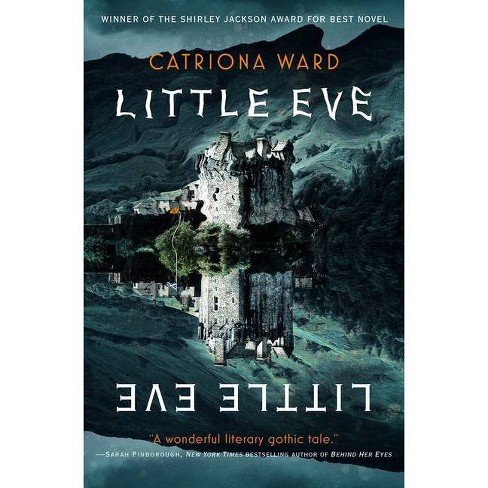 WINNER OF THE SHIRLEY JACKSON AWARD FOR BEST NOVEL
CATRIONA WARD
LITTLE EVE
LITTLE EVE
"A wonderful literary gothic tale."
—SARAH PINBOROUGH, NEW YORK TIMES BESTSELLING AUTHOR OF BEHIND HER EYES